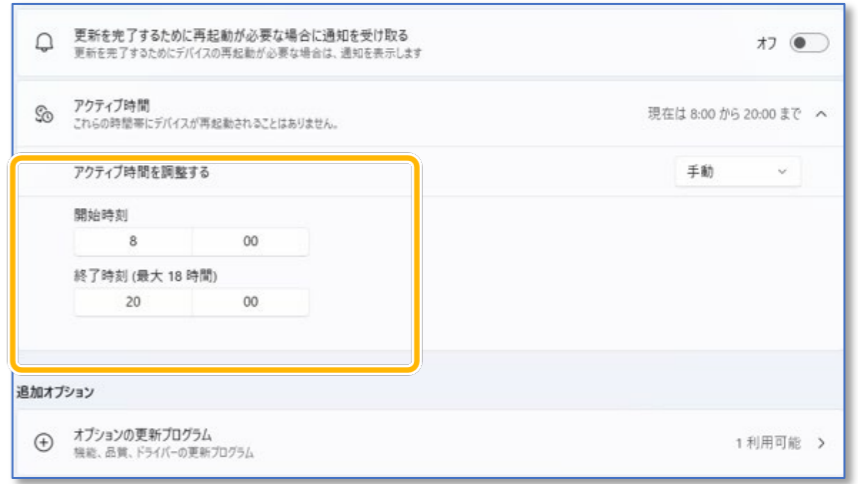 更新を完了するために再起動が必要な場合に通知を受け取る
更新を完了するためにデバイスの再起動が必要な場合は、通知を表示します
オフ
アクティブ時間
これらの時間帯にデバイスが再起動されることはありません。
現在は 8:00 から 20:00 まで
アクティブ時間を調整する
手動
開始時刻
8 00
終了時刻 (最大 18 時間)
20 00
追加オプション
オプションの更新プログラム
機能、品質、ドライバーの更新プログラム
1 利用可能